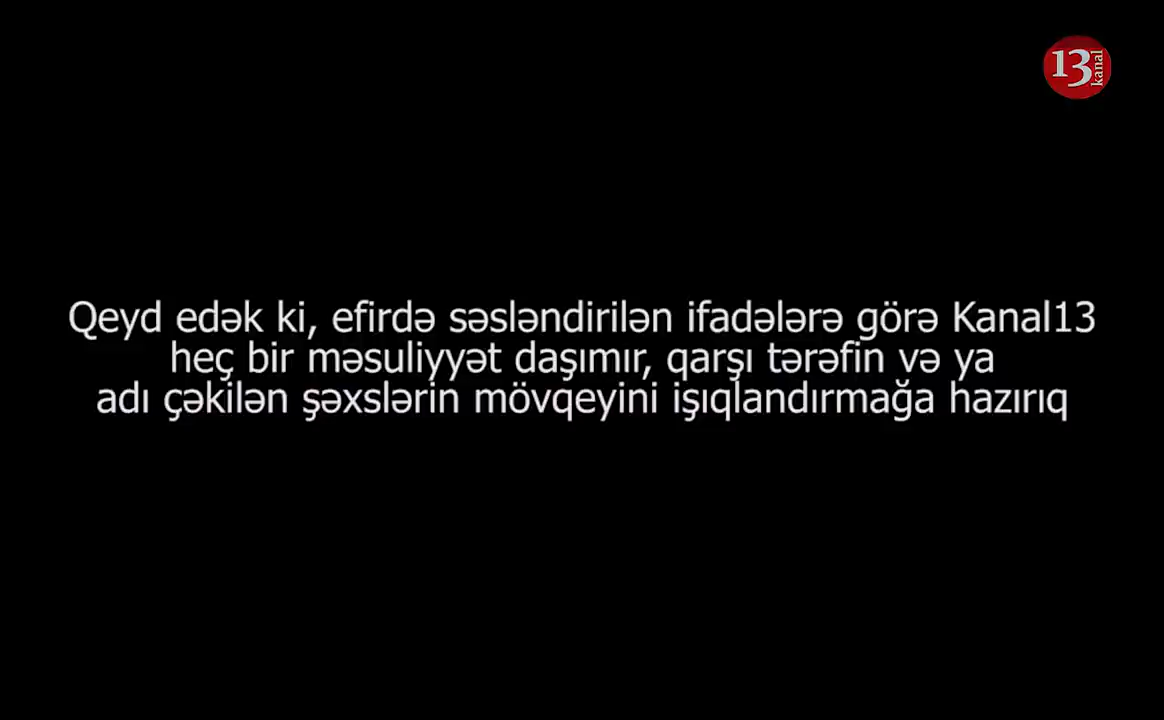 13 kanal
Qeyd edək ki, efirdə səsləndirilən ifadələrə görə Kanal13
heç bir məsuliyyət daşımır, qarşı tərəfin və ya
adı çəkilən şəxslərin mövqeyini işıqlandırmağa hazırıq